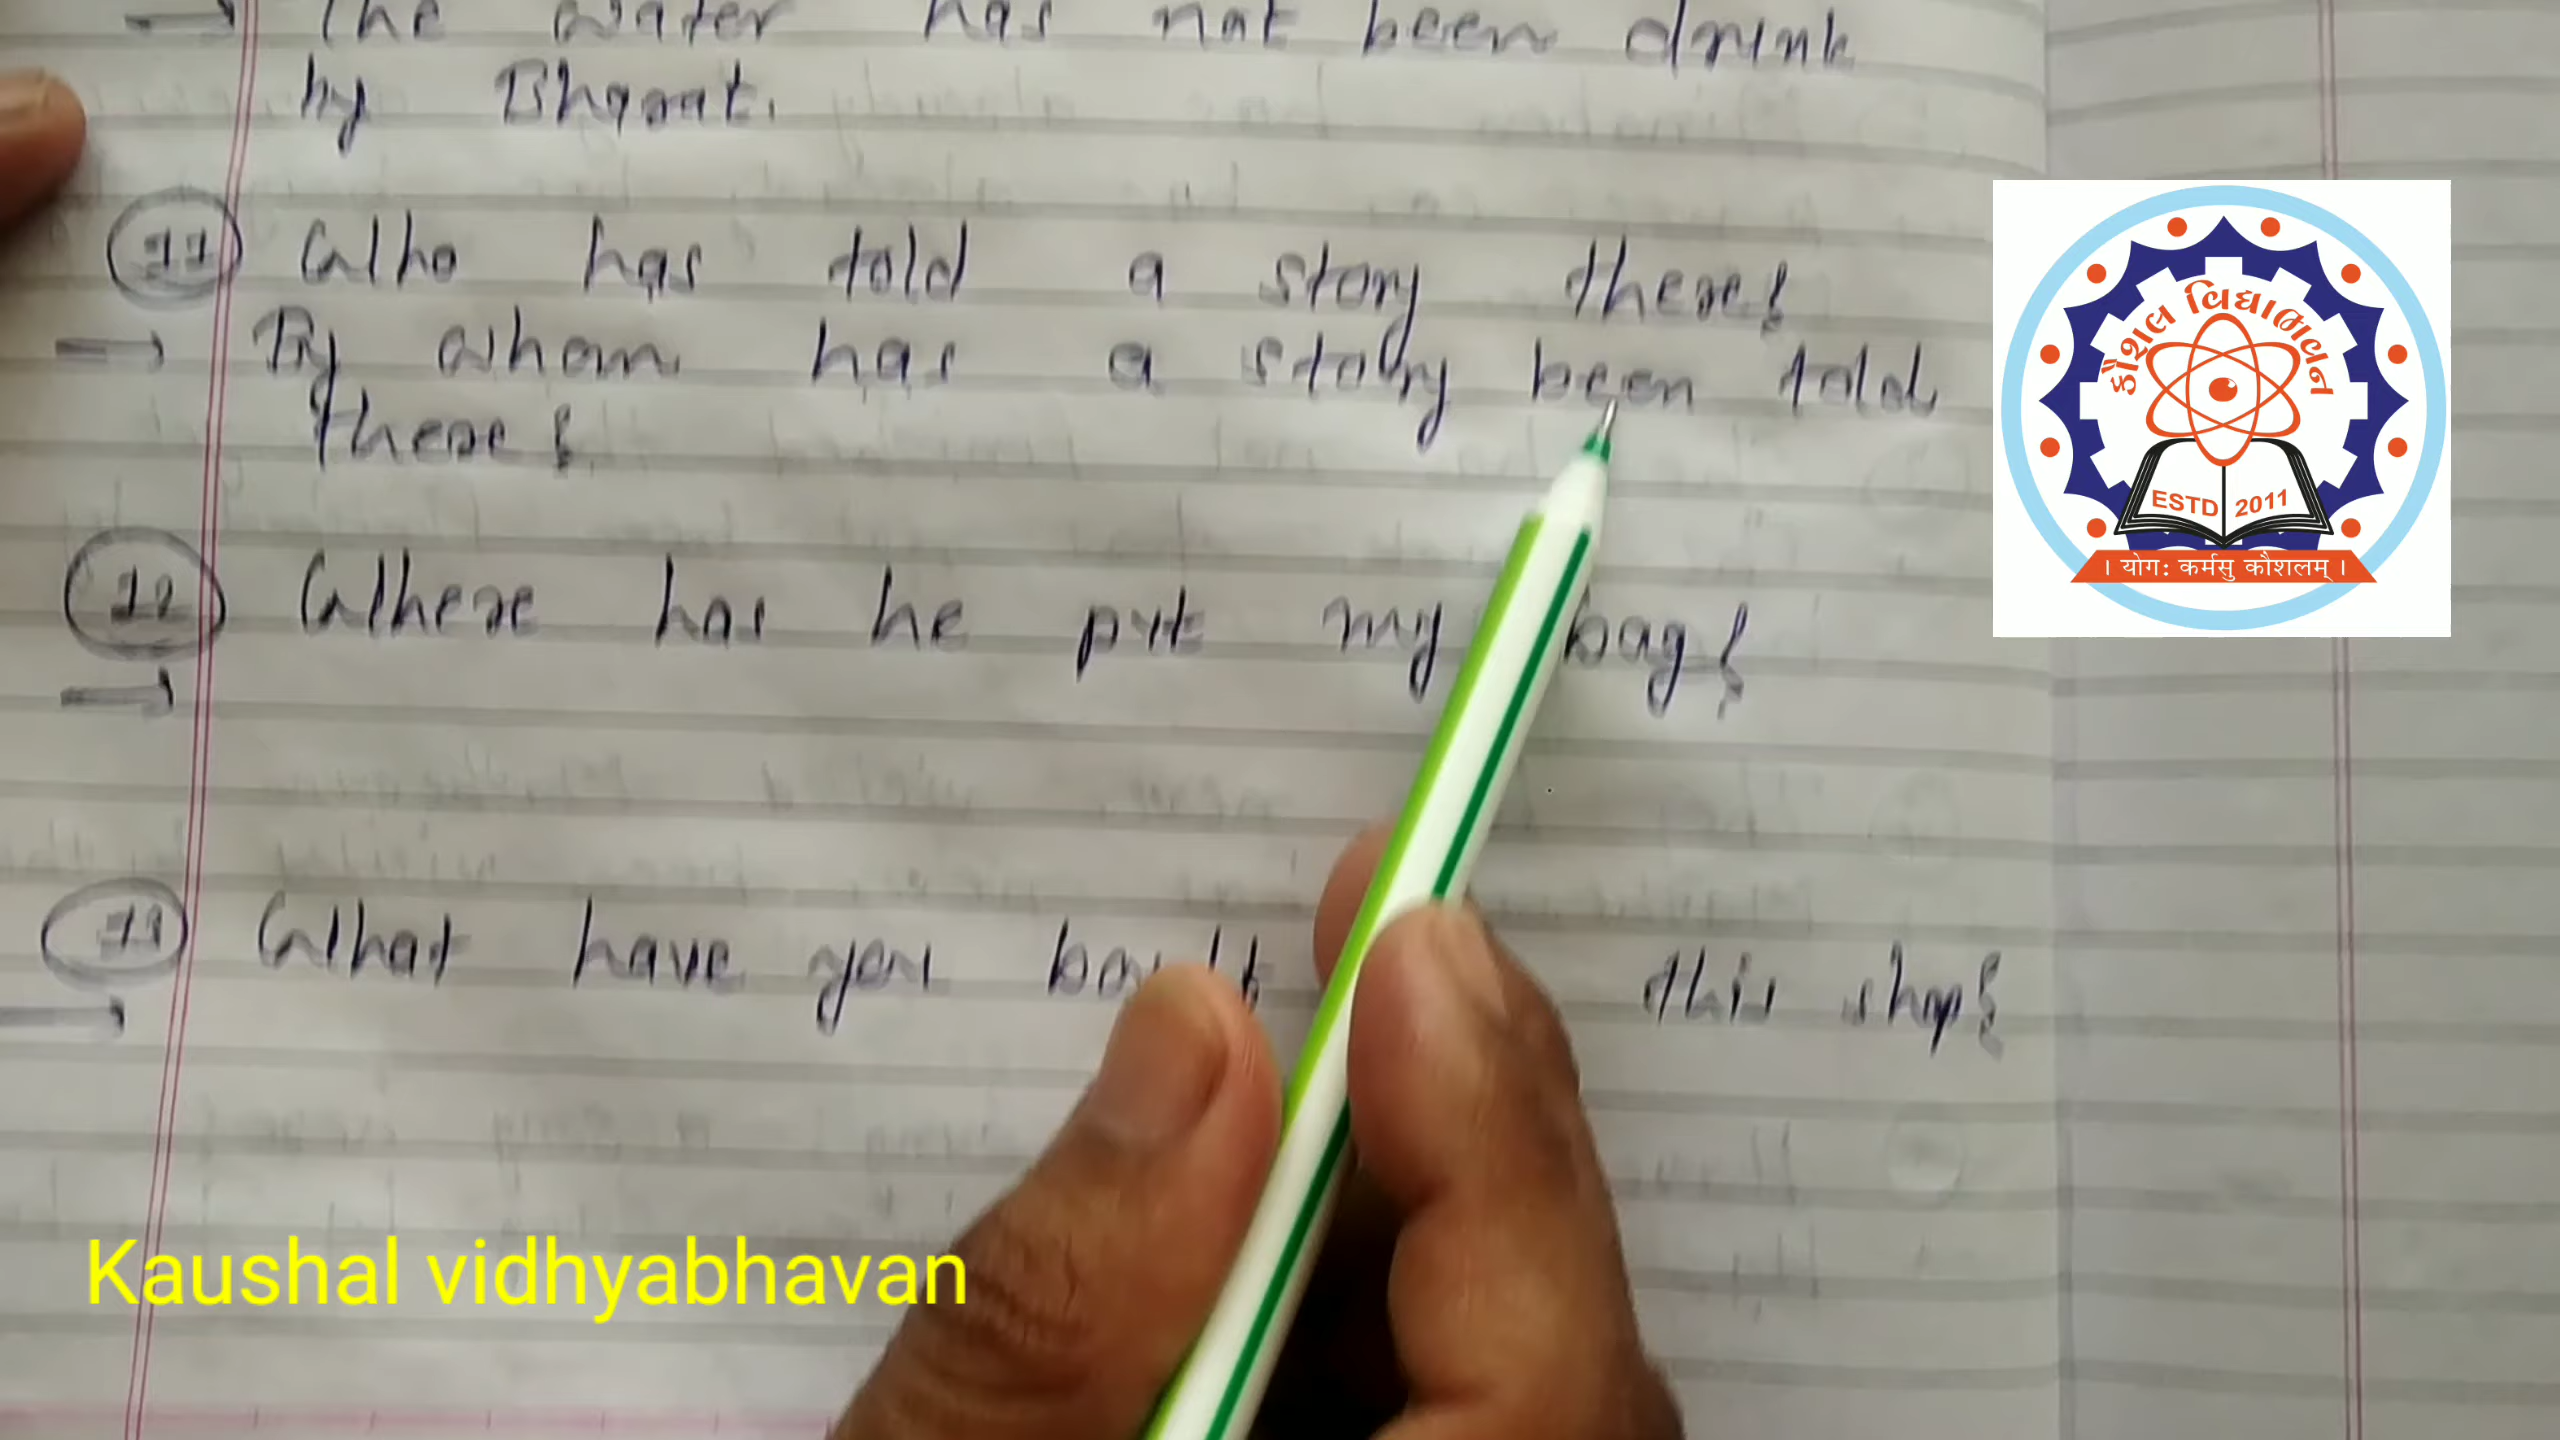 → The water has not been drink
by Bharat.
11 Who has told a story there?
→ By whom has a story been told
there?
12 Where has he put my bag?
→
13 What have you this shop?
→
કૌશલ વિદ્યાભવન
ESTD 2011
। योगः कर्मसु कौशलम् ।
Kaushal vidhyabhavan